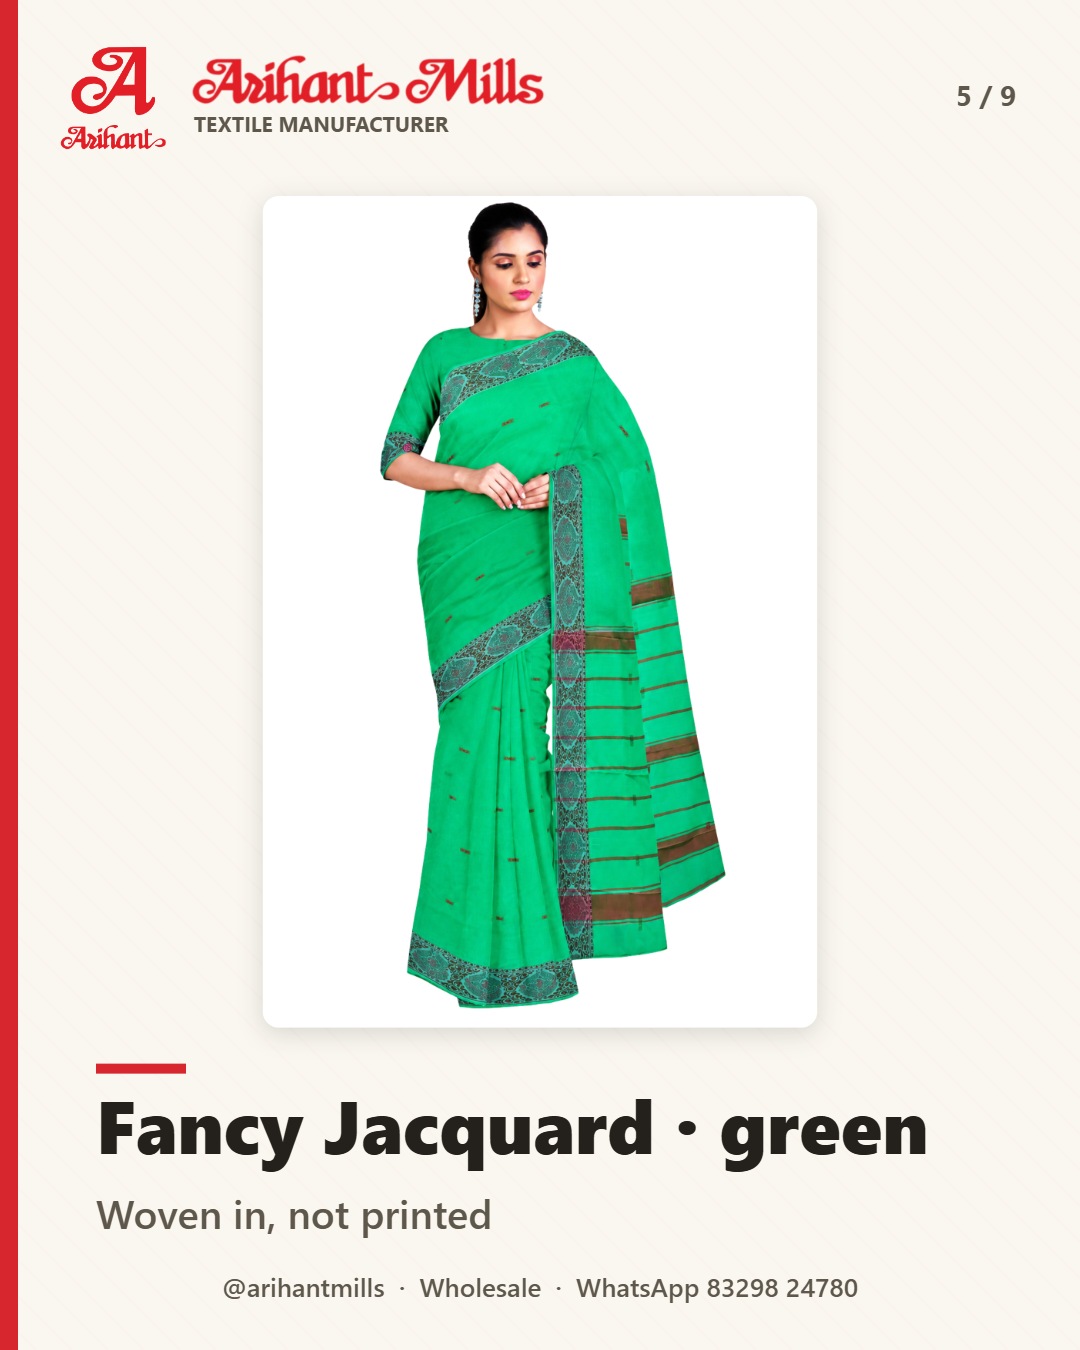 A
Arihant
Arihant Mills
TEXTILE MANUFACTURER
5 / 9
Fancy Jacquard · green
Woven in, not printed
@arihantmills · Wholesale · WhatsApp 83298 24780